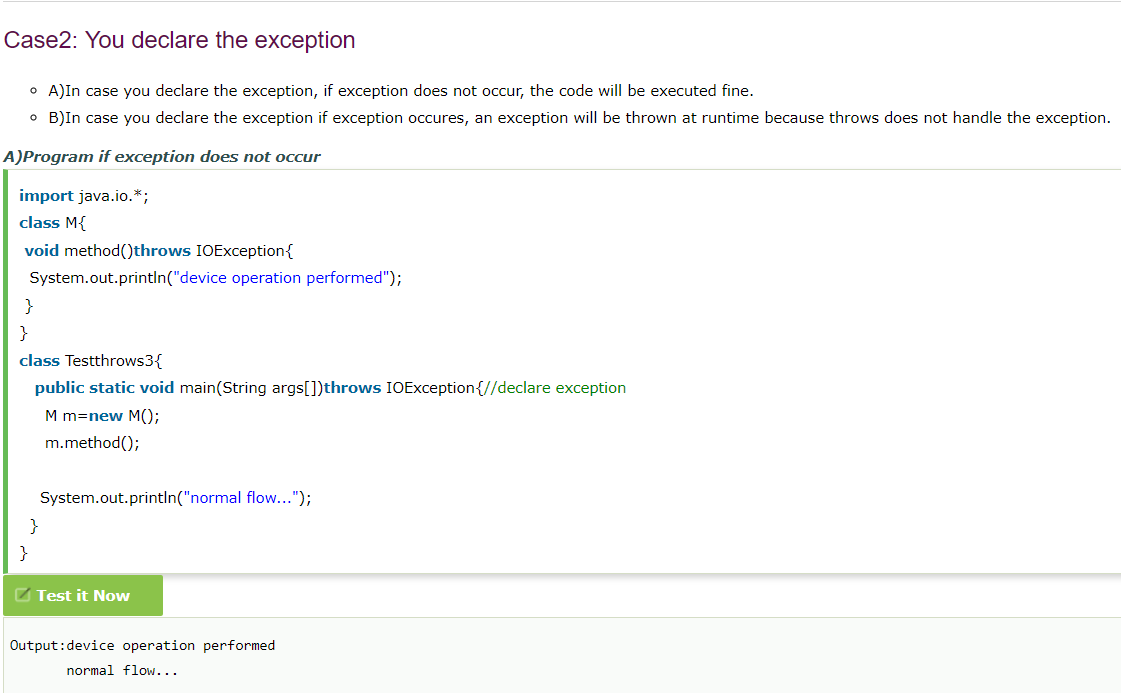 Case2: You declare the exception
A)In case you declare the exception, if exception does not occur, the code will be executed fine.
B)In case you declare the exception if exception occures, an exception will be thrown at runtime because throws does not handle the exception.
A)Program if exception does not occur
import java.io.*;
class M{
void method()throws IOException{
System.out.println("device operation performed");
}
}
class Testthrows3{
public static void main(String args[])throws IOException{//declare exception
M m=new M();
m.method();
System.out.println("normal flow...");
}
}
Test it Now
Output:device operation performed
normal flow...